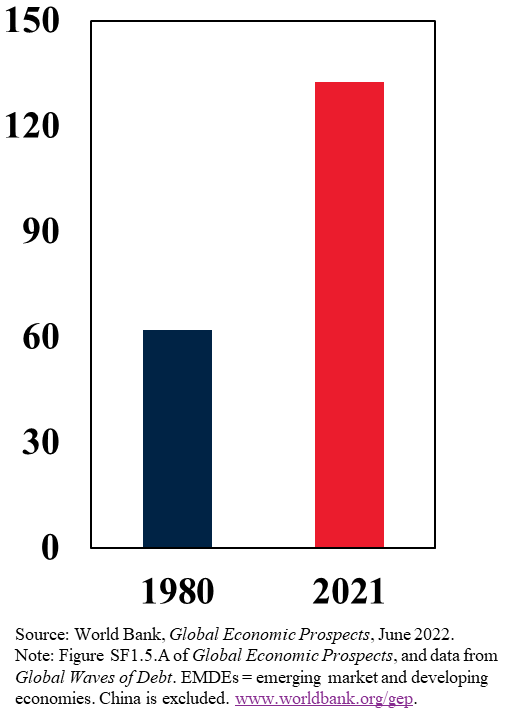 150
120
90
60
30
0
1980 2021
Source: World Bank, Global Economic Prospects, June 2022.
Note: Figure SF1.5.A of Global Economic Prospects, and data from
Global Waves of Debt. EMDEs = emerging market and developing
economies. China is excluded. www.worldbank.org/gep.